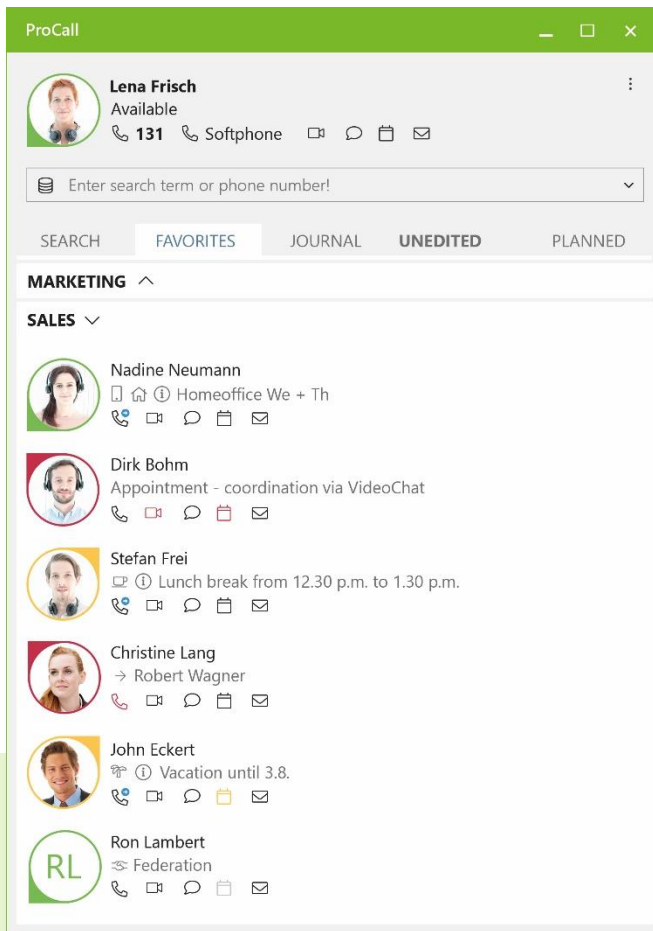 ProCall
Lena Frisch
Available
131 Softphone
Enter search term or phone number!
SEARCH FAVORITES JOURNAL UNEDITED PLANNED
MARKETING
SALES
Nadine Neumann
Homeoffice We + Th
Dirk Bohm
Appointment - coordination via VideoChat
Stefan Frei
Lunch break from 12.30 p.m. to 1.30 p.m.
Christine Lang
→ Robert Wagner
John Eckert
Vacation until 3.8.
RL
Ron Lambert
Federation